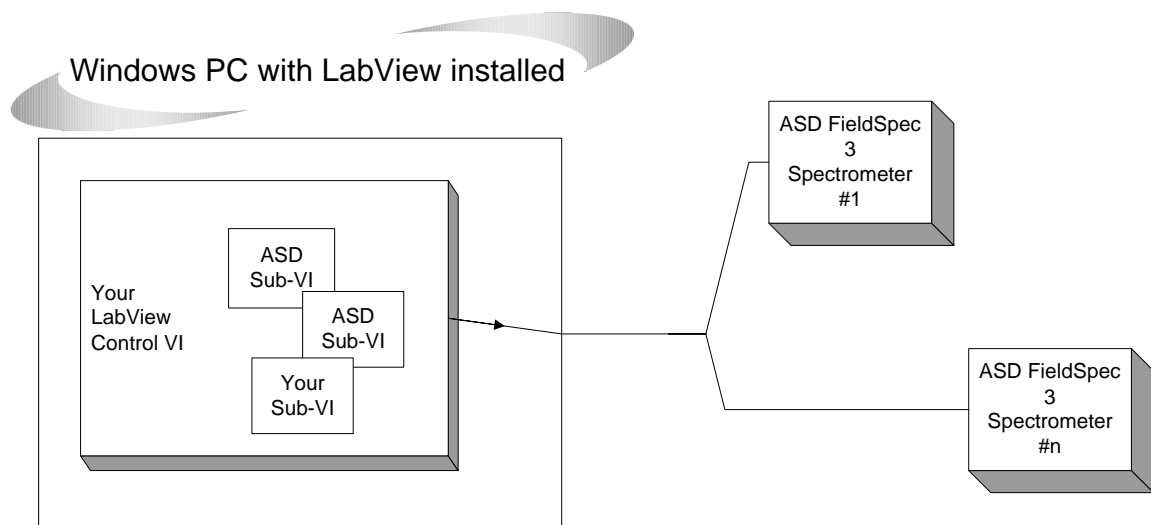 Windows PC with LabView installed
ASD FieldSpec
3
Spectrometer
#1
ASD
Sub-VI
Your
LabView
Control VI
ASD
Sub-VI
Your
Sub-VI
ASD FieldSpec
3
Spectrometer
#n